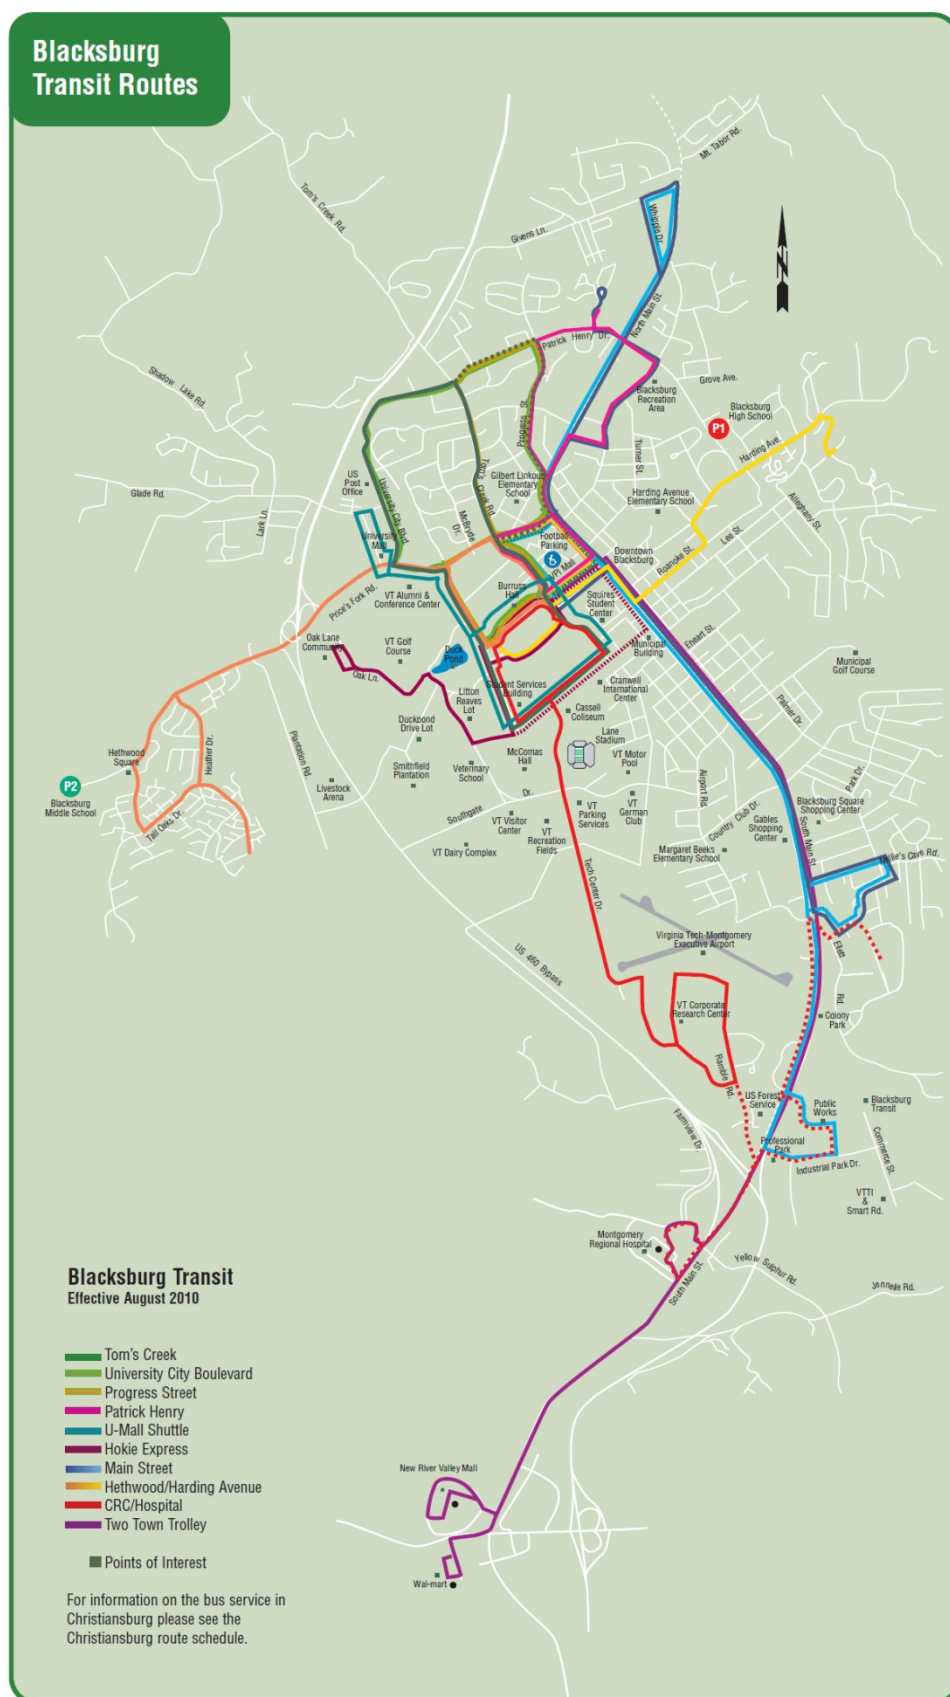 Blacksburg
Transit Routes
Mt. Tabor Rd.
Tom's Creek Rd.
Whipple Dr.
Givens Ln.
N
North Main St.
Patrick Henry Dr.
Shadow Lake Rd.
Grove Ave.
Blacksburg
Recreation
Area
Blacksburg
High School
P1
Progress St.
Turner St.
Harding Ave.
Tom's Creek Rd.
US
Post
Office
Gilbert Linkous
Elementary
School
Glade Rd.
Lark Ln.
University City Blvd.
McBryde
Dr.
Harding Avenue
Elementary School
Alleghany St.
Lee St.
University
Mall
Football
Parking
Downtown
Blacksburg
Roanoke St.
VPI Mall
Price's Fork Rd.
VT Alumni &
Conference Center
Burruss
Hall
Squires
Student
Center
Oak Lane
Community
VT Golf
Course
Duck
Pond
Municipal
Building
Eheart St.
Municipal
Golf Course
Oak Ln.
Litton
Reaves
Lot
Student Services
Building
Cranwell
International
Center
Cassell
Coliseum
Palmer Dr.
Duckpond
Drive Lot
Lane
Stadium
Hethwood
Square
Heather Dr.
Plantation Rd.
McComas
Hall
VT Motor
Pool
Smithfield
Plantation
Veterinary
School
P2
Blacksburg
Middle School
Livestock
Arena
Tall Oaks Dr.
Southgate Dr.
VT Visitor
Center
VT
Recreation
Fields
VT
Parking
Services
VT
German
Club
Airport Rd.
Country Club Dr.
Park Dr.
Blacksburg Square
Shopping Center
Gables
Shopping
Center
South Main St.
VT Dairy Complex
Margaret Beeks
Elementary School
Nellie's Cave Rd.
Tech Center Dr.
Virginia Tech-Montgomery
Executive Airport
Ellett
Rd.
US 460 Bypass
VT Corporate
Research Center
Colony
Park
Ramble Rd.
US Forest
Service
Public
Works
Blacksburg
Transit
Farmview Dr.
Professional
Park
Industrial Park Dr.
Commerce St.
VTTI
&
Smart Rd.
Montgomery
Regional Hospital
South Main St.
Yellow Sulphur Rd.
Jennelle Rd.
Blacksburg Transit
Effective August 2010
Tom's Creek
University City Boulevard
Progress Street
Patrick Henry
U-Mall Shuttle
Hokie Express
Main Street
Hethwood/Harding Avenue
CRC/Hospital
Two Town Trolley
New River Valley Mall
Wal-mart
Points of Interest
For information on the bus service in
Christiansburg please see the
Christiansburg route schedule.